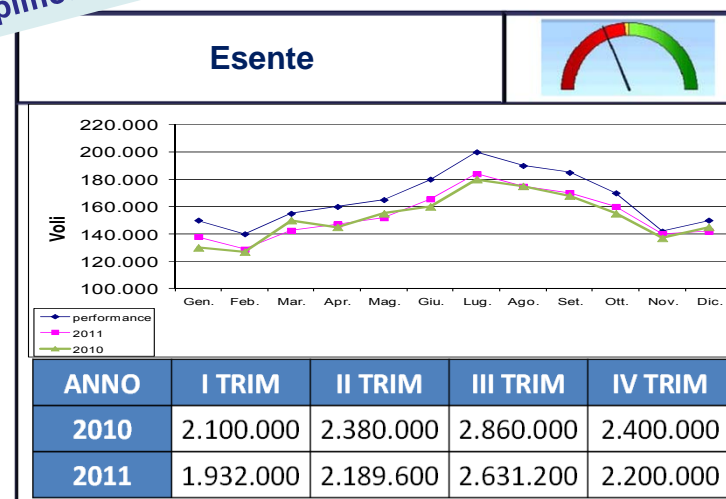 Esente
220.000
200.000
180.000
160.000
140.000
120.000
100.000
Voli
Gen. Feb. Mar. Apr. Mag. Giu. Lug. Ago. Set. Ott. Nov. Dic.
performance
2011
2010
ANNO I TRIM II TRIM III TRIM IV TRIM
2010 2.100.000 2.380.000 2.860.000 2.400.000
2011 1.932.000 2.189.600 2.631.200 2.200.000